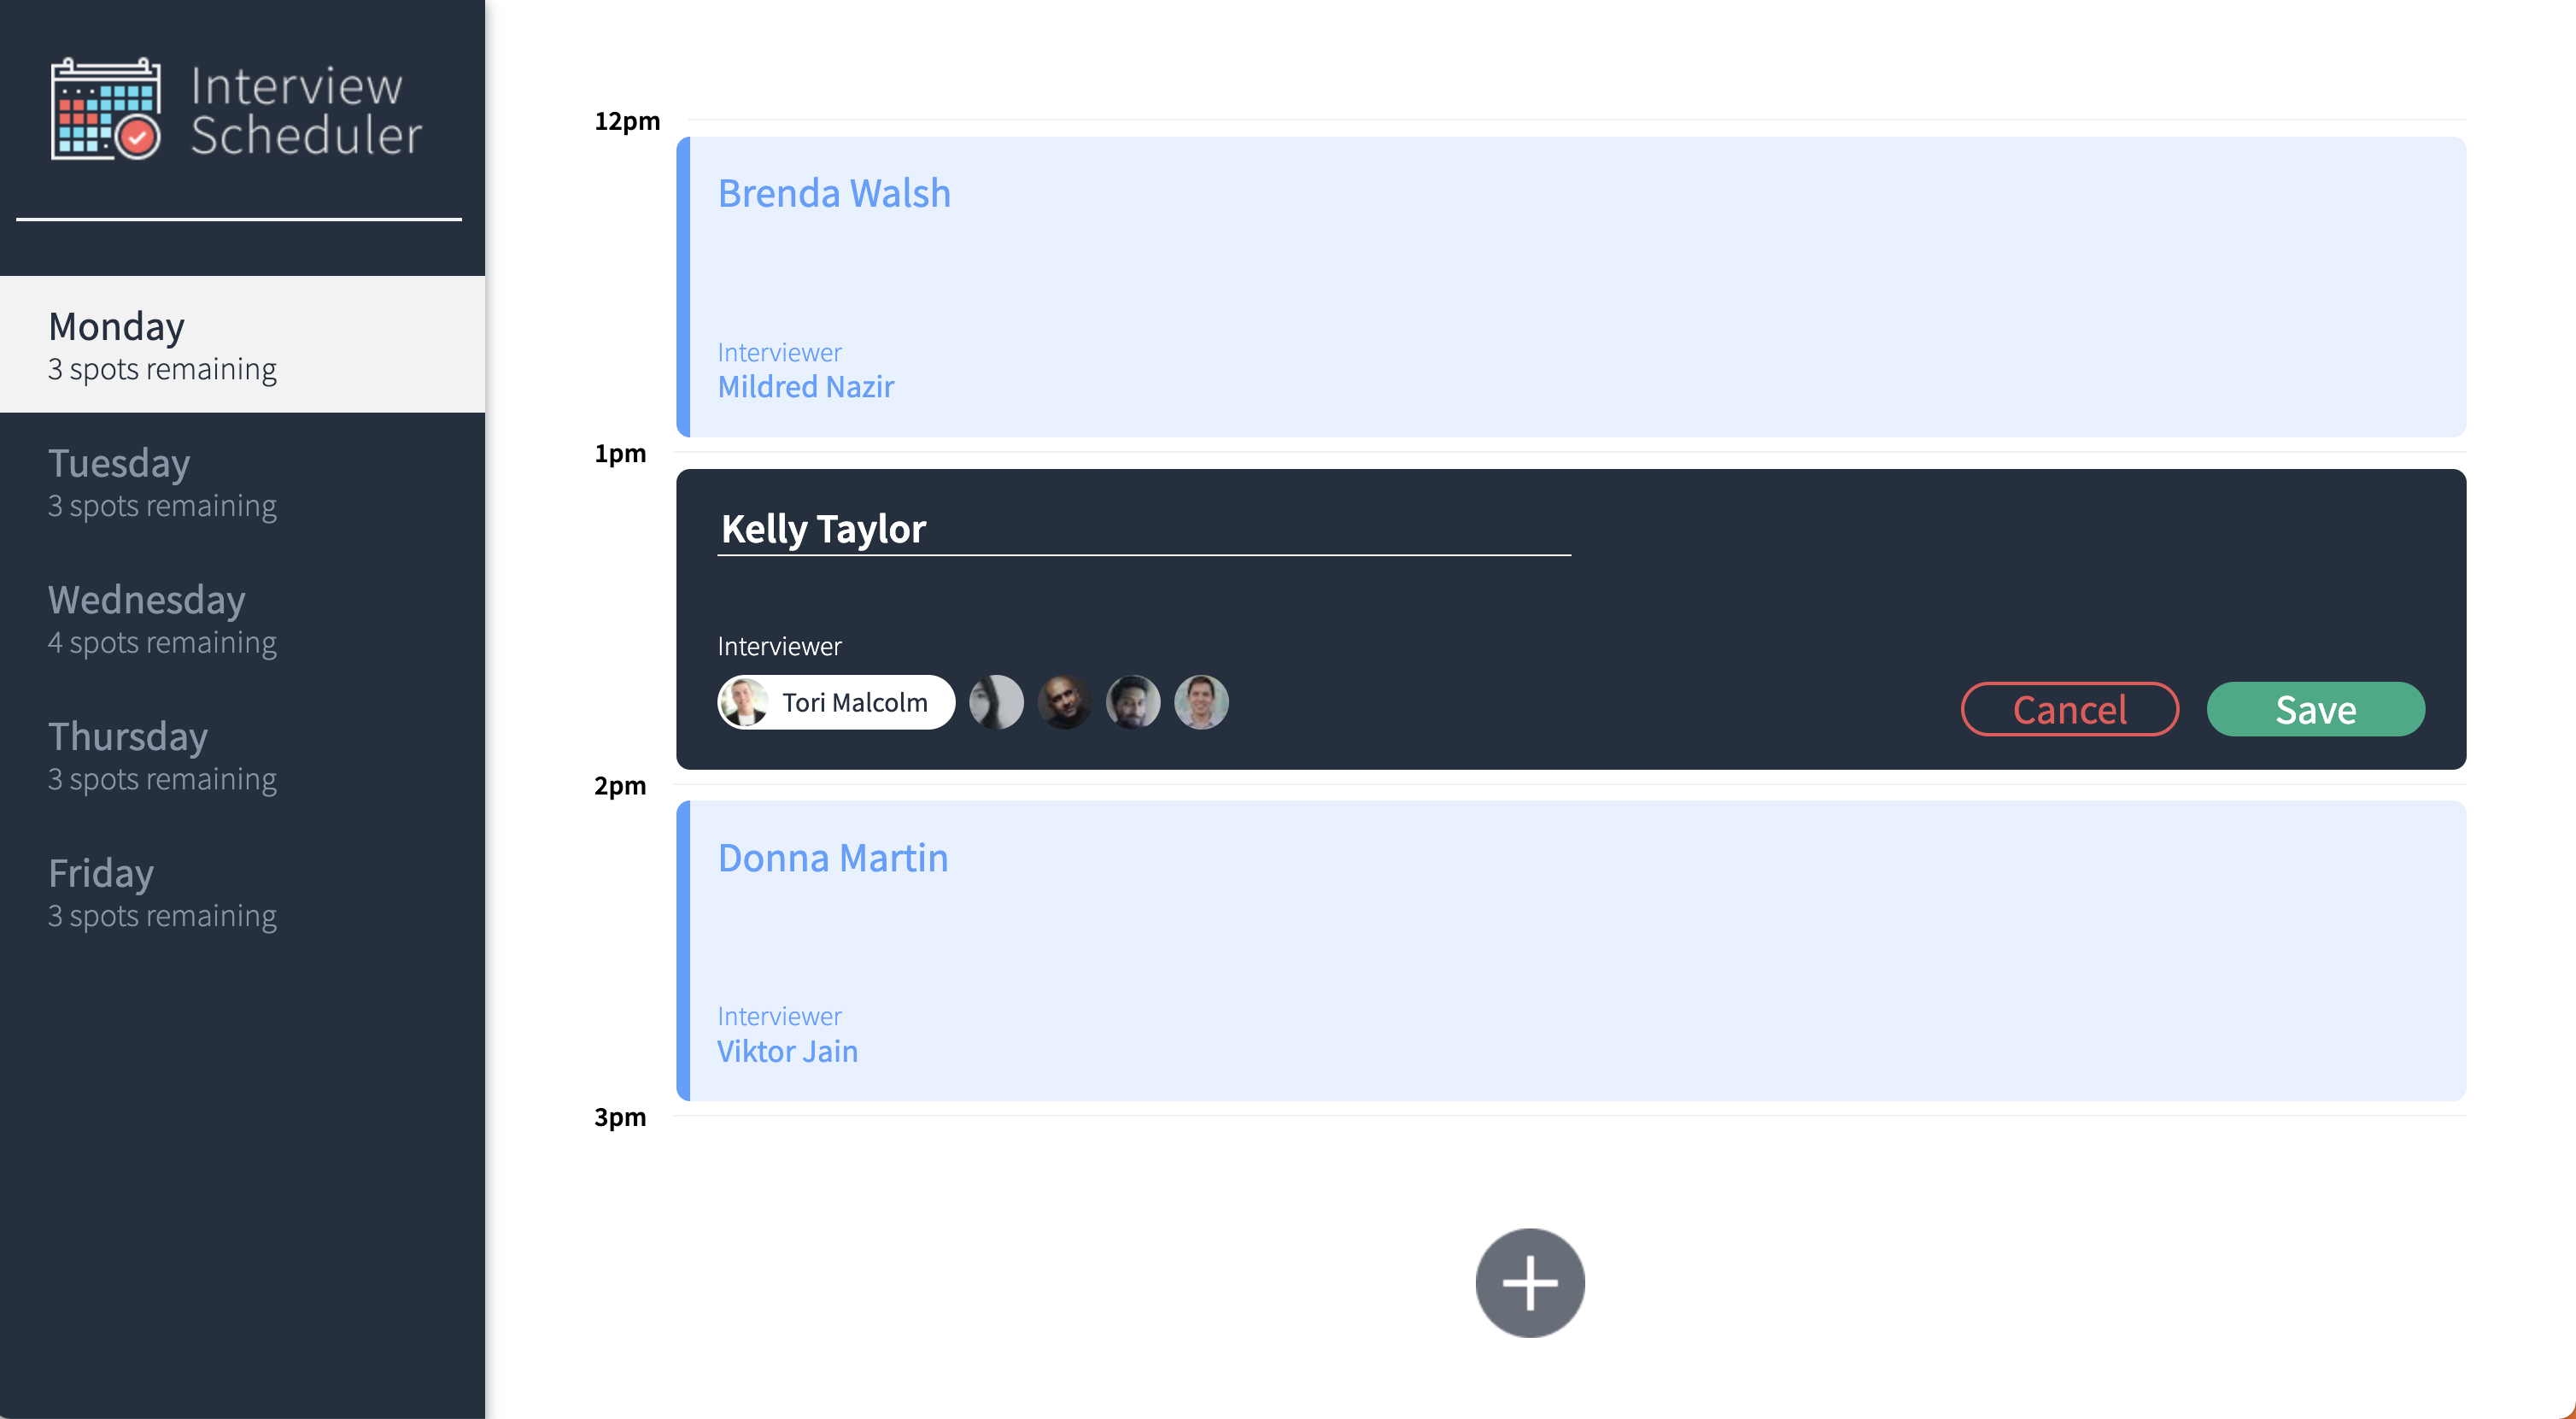 Interview
Scheduler
Monday
3 spots remaining
Tuesday
3 spots remaining
Wednesday
4 spots remaining
Thursday
3 spots remaining
Friday
3 spots remaining
12pm
Brenda Walsh
Interviewer
Mildred Nazir
1pm
Kelly Taylor
Interviewer
Tori Malcolm
Cancel
Save
2pm
Donna Martin
Interviewer
Viktor Jain
3pm